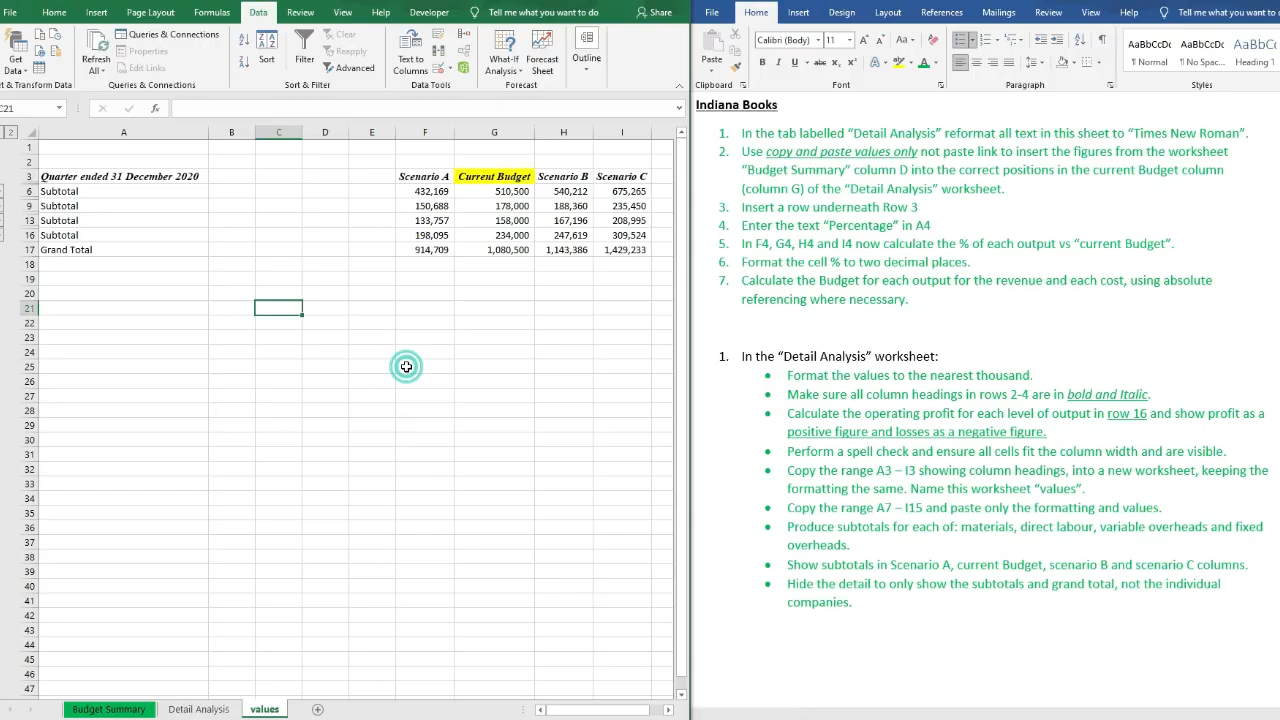 File Home Insert Page Layout Formulas Data Review View Help Developer Tell me what you want to do Share
File Home Insert Design Layout References Mailings Review View Help Tell me what you want to do
Get Data Refresh All Queries & Connections Properties Edit Links Sort Filter Clear Reapply Advanced Text to Columns What-If Analysis Forecast Sheet Outline
Queries & Connections Sort & Filter Data Tools Forecast
Paste Calibri (Body) 11 Aa B I U abc AaBbCcDc AaBbCcDc AaBbCc
¶ Normal ¶ No Spac... Heading 1
Clipboard Font Paragraph Styles
C21 fx
2 A B C D E F G H I
1
2
3 Quarter ended 31 December 2020 Scenario A Current Budget Scenario B Scenario C
6 Subtotal 432,169 510,500 540,212 675,265
9 Subtotal 150,688 178,000 188,360 235,450
13 Subtotal 133,757 158,000 167,196 208,995
16 Subtotal 198,095 234,000 247,619 309,524
17 Grand Total 914,709 1,080,500 1,143,386 1,429,233
18
19
20
21
22
23
24
25
26
27
28
29
30
31
32
33
34
35
36
37
38
39
40
41
42
43
44
45
46
47
Budget Summary Detail Analysis values
Indiana Books
1. In the tab labelled “Detail Analysis” reformat all text in this sheet to “Times New Roman”.
2. Use copy and paste values only not paste link to insert the figures from the worksheet
“Budget Summary” column D into the correct positions in the current Budget column
(column G) of the “Detail Analysis” worksheet.
3. Insert a row underneath Row 3
4. Enter the text “Percentage” in A4
5. In F4, G4, H4 and I4 now calculate the % of each output vs “current Budget”.
6. Format the cell % to two decimal places.
7. Calculate the Budget for each output for the revenue and each cost, using absolute
referencing where necessary.
1. In the “Detail Analysis” worksheet:
• Format the values to the nearest thousand.
• Make sure all column headings in rows 2-4 are in bold and Italic.
• Calculate the operating profit for each level of output in row 16 and show profit as a
positive figure and losses as a negative figure.
• Perform a spell check and ensure all cells fit the column width and are visible.
• Copy the range A3 – I3 showing column headings, into a new worksheet, keeping the
formatting the same. Name this worksheet “values”.
• Copy the range A7 – I15 and paste only the formatting and values.
• Produce subtotals for each of: materials, direct labour, variable overheads and fixed
overheads.
• Show subtotals in Scenario A, current Budget, scenario B and scenario C columns.
• Hide the detail to only show the subtotals and grand total, not the individual
companies.